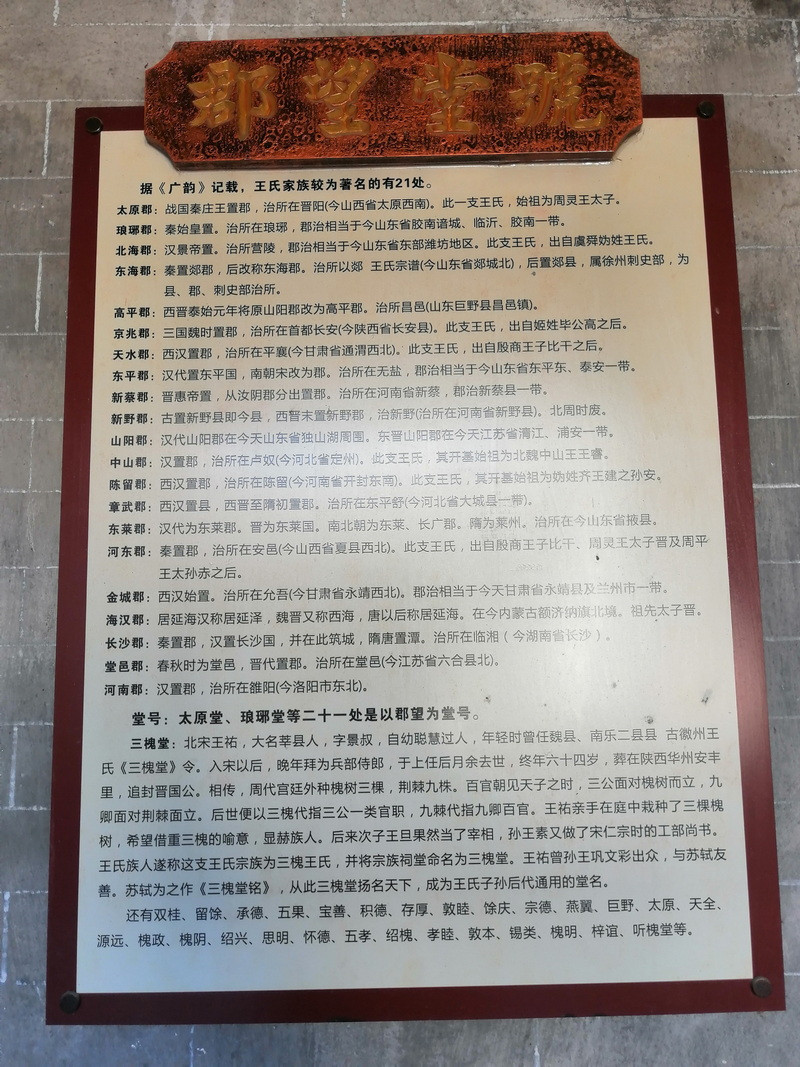 郡望堂號
据《广韵》记载，王氏家族较为著名的有21处。
太原郡：战国秦庄王置郡，治所在晋阳(今山西省太原西南)。此一支王氏，始祖为周灵王太子。
琅琊郡：秦始皇置。治所在琅琊，郡治相当于今山东省胶南谙城、临沂、胶南一带。
北海郡：汉景帝置。治所营陵，郡治相当于今山东省东部潍坊地区。此支王氏，出自虞舜妫姓王氏。
东海郡：秦置郯郡，后改称东海郡。治所以郯 王氏宗谱(今山东省郯城北)，后置郯县，属徐州刺史部，为
县、郡、刺史部治所。
高平郡：西晋泰始元年将原山阳郡改为高平郡。治所昌邑(山东巨野县昌邑镇)。
京兆郡：三国魏时置郡，治所在首都长安(今陕西省长安县)。此支王氏，出自姬姓毕公高之后。
天水郡：西汉置郡，治所在平襄(今甘肃省通渭西北)。此支王氏，出自殷商王子比干之后。
东平郡：汉代置东平国，南朝宋改为郡。治所在无盐，郡治相当于今山东省东平东、泰安一带。
新蔡郡：晋惠帝置，从汝阴郡分出置郡。治所在河南省新蔡，郡治新蔡县一带。
新野郡：古置新野县即今县，西晋末置新野郡，治新野(治所在河南省新野县)。北周时废。
山阳郡：汉代山阳郡在今天山东省独山湖周围。东晋山阳郡在今天江苏省清江、浦安一带。
中山郡：汉置郡，治所在卢奴(今河北省定州)。此支王氏，其开基始祖为北魏中山王王睿。
陈留郡：西汉置郡，治所在陈留(今河南省开封东南)。此支王氏，其开基始祖为妫姓齐王建之孙安。
章武郡：西汉置县，西晋至隋初置郡。治所在东平舒(今河北省大城县一带)。
东莱郡：汉代为东莱郡。晋为东莱国。南北朝为东莱、长广郡。隋为莱州。治所在今山东省掖县。
河东郡：秦置郡，治所在安邑(今山西省夏县西北)。此支王氏，出自殷商王子比干、周灵王太子晋及周平
王太孙赤之后。
金城郡：西汉始置。治所在允吾(今甘肃省永靖西北)。郡治相当于今天甘肃省永靖县及兰州市一带。
海汉郡：居延海汉称居延泽，魏晋又称西海，唐以后称居延海。在今内蒙古额济纳旗北境。祖先太子晋。
长沙郡：秦置郡，汉置长沙国，并在此筑城，隋唐置潭。治所在临湘（今湖南省长沙）。
堂邑郡：春秋时为堂邑，晋代置郡。治所在堂邑(今江苏省六合县北)。
河南郡：汉置郡，治所在雒阳(今洛阳市东北)。
堂号：太原堂、琅琊堂等二十一处是以郡望为堂号。
三槐堂：北宋王祐，大名莘县人，字景叔，自幼聪慧过人，年轻时曾任魏县、南乐二县县 古徽州王
氏《三槐堂》令。入宋以后，晚年拜为兵部侍郎，于上任后月余去世，终年六十四岁，葬在陕西华州安丰
里，追封晋国公。相传，周代宫廷外种槐树三棵，荆棘九株。百官朝见天子之时，三公面对槐树而立，九
卿面对荆棘面立。后世便以三槐代指三公一类官职，九棘代指九卿百官。王祐亲手在庭中栽种了三棵槐
树，希望借重三槐的喻意，显赫族人。后来次子王旦果然当了宰相，孙王素又做了宋仁宗时的工部尚书。
王氏族人遂称这支王氏宗族为三槐王氏，并将宗族祠堂命名为三槐堂。王祐曾孙王巩文彩出众，与苏轼友
善。苏轼为之作《三槐堂铭》，从此三槐堂扬名天下，成为王氏子孙后代通用的堂名。
还有双桂、留馀、承德、五果、宝善、积德、存厚、敦睦、馀庆、宗德、燕翼、巨野、太原、天全、
源远、槐政、槐阴、绍兴、思明、怀德、五孝、绍槐、孝睦、敦本、锡类、槐明、梓谊、听槐堂等。